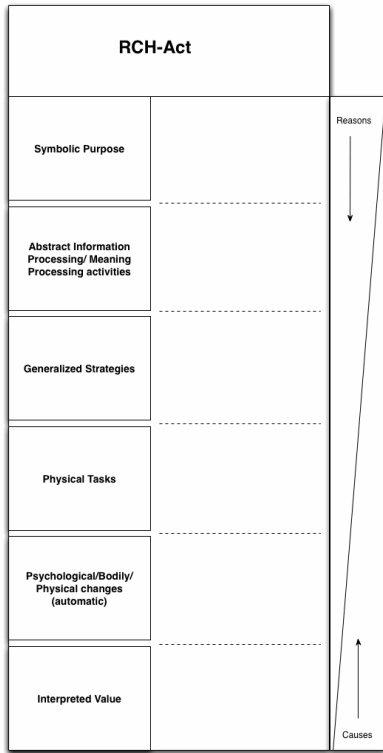 RCH-Act
Reasons
Symbolic Purpose
Abstract Information
Processing/ Meaning
Processing activities
Generalized Strategies
Physical Tasks
Psychological/Bodily/
Physical changes
(automatic)
Interpreted Value
Causes